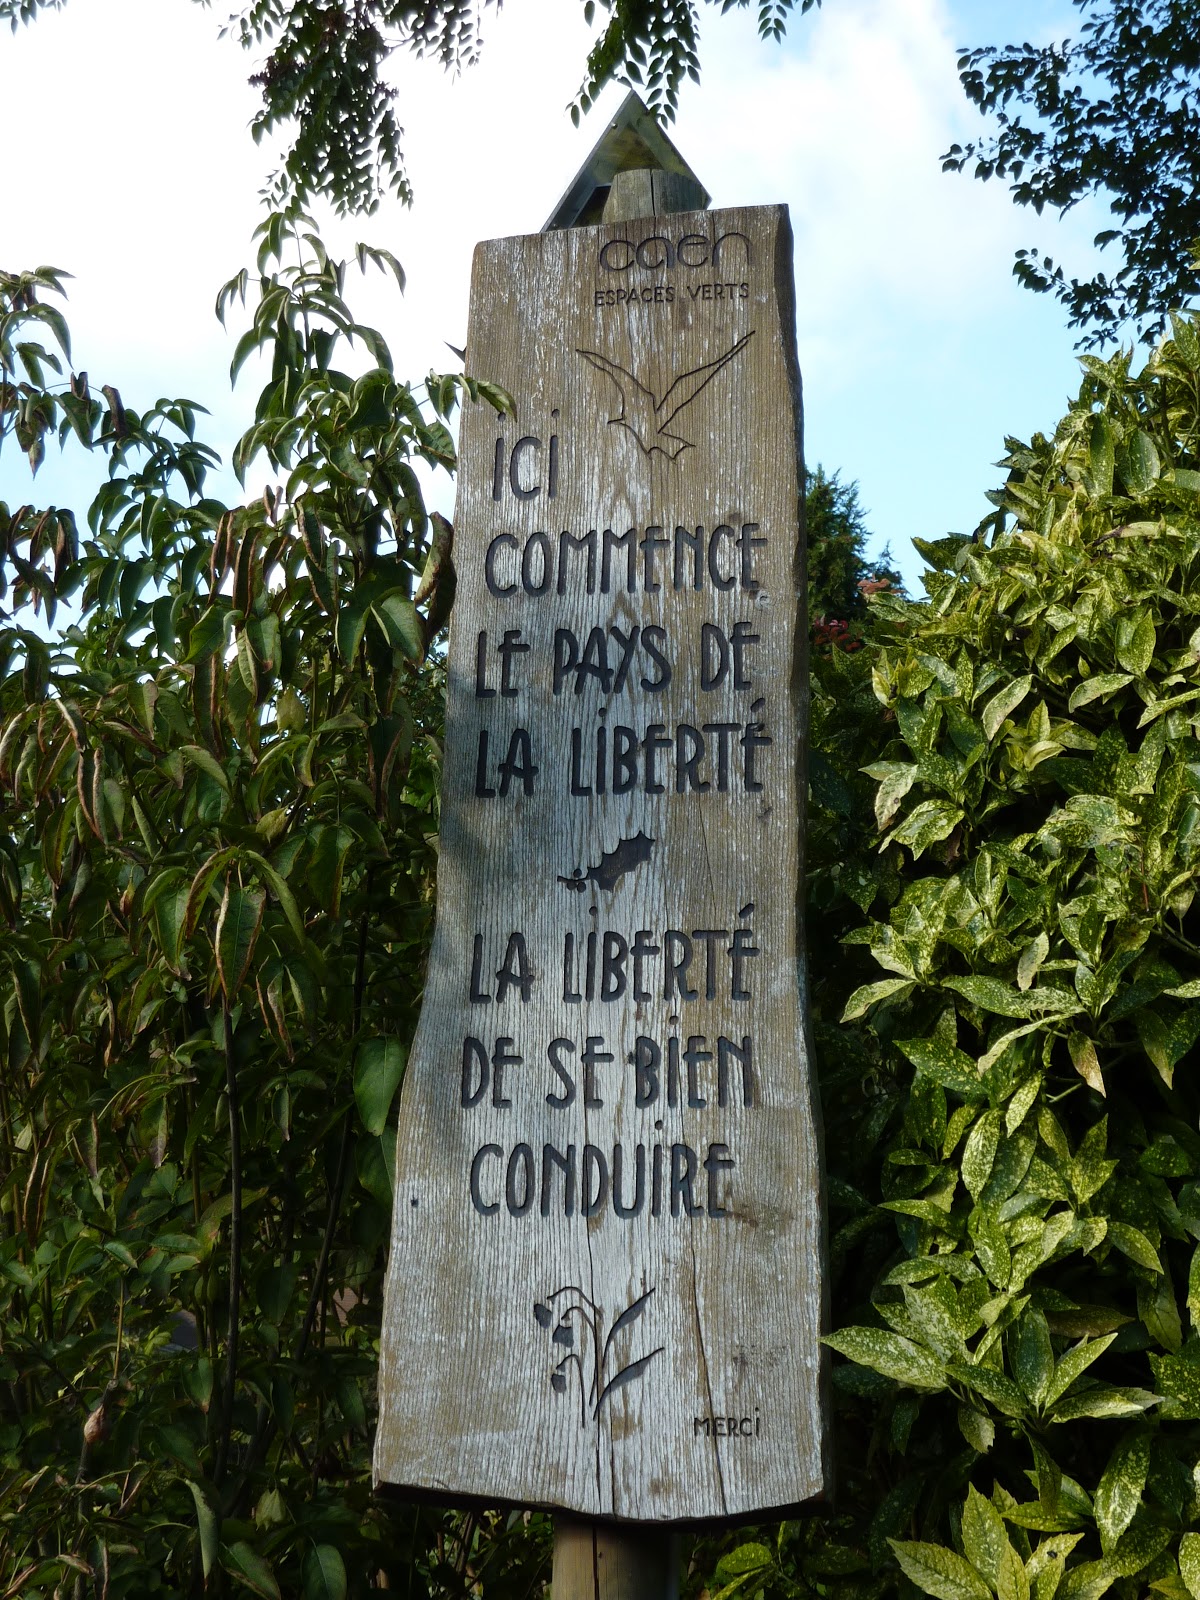 caen
ESPACES VERTS
iCi
COMMENCE
LE PAYS DE
LA LiBERTÉ
LA LiBERTÉ
DE SE BiEN
CONDUiRE
MERCi